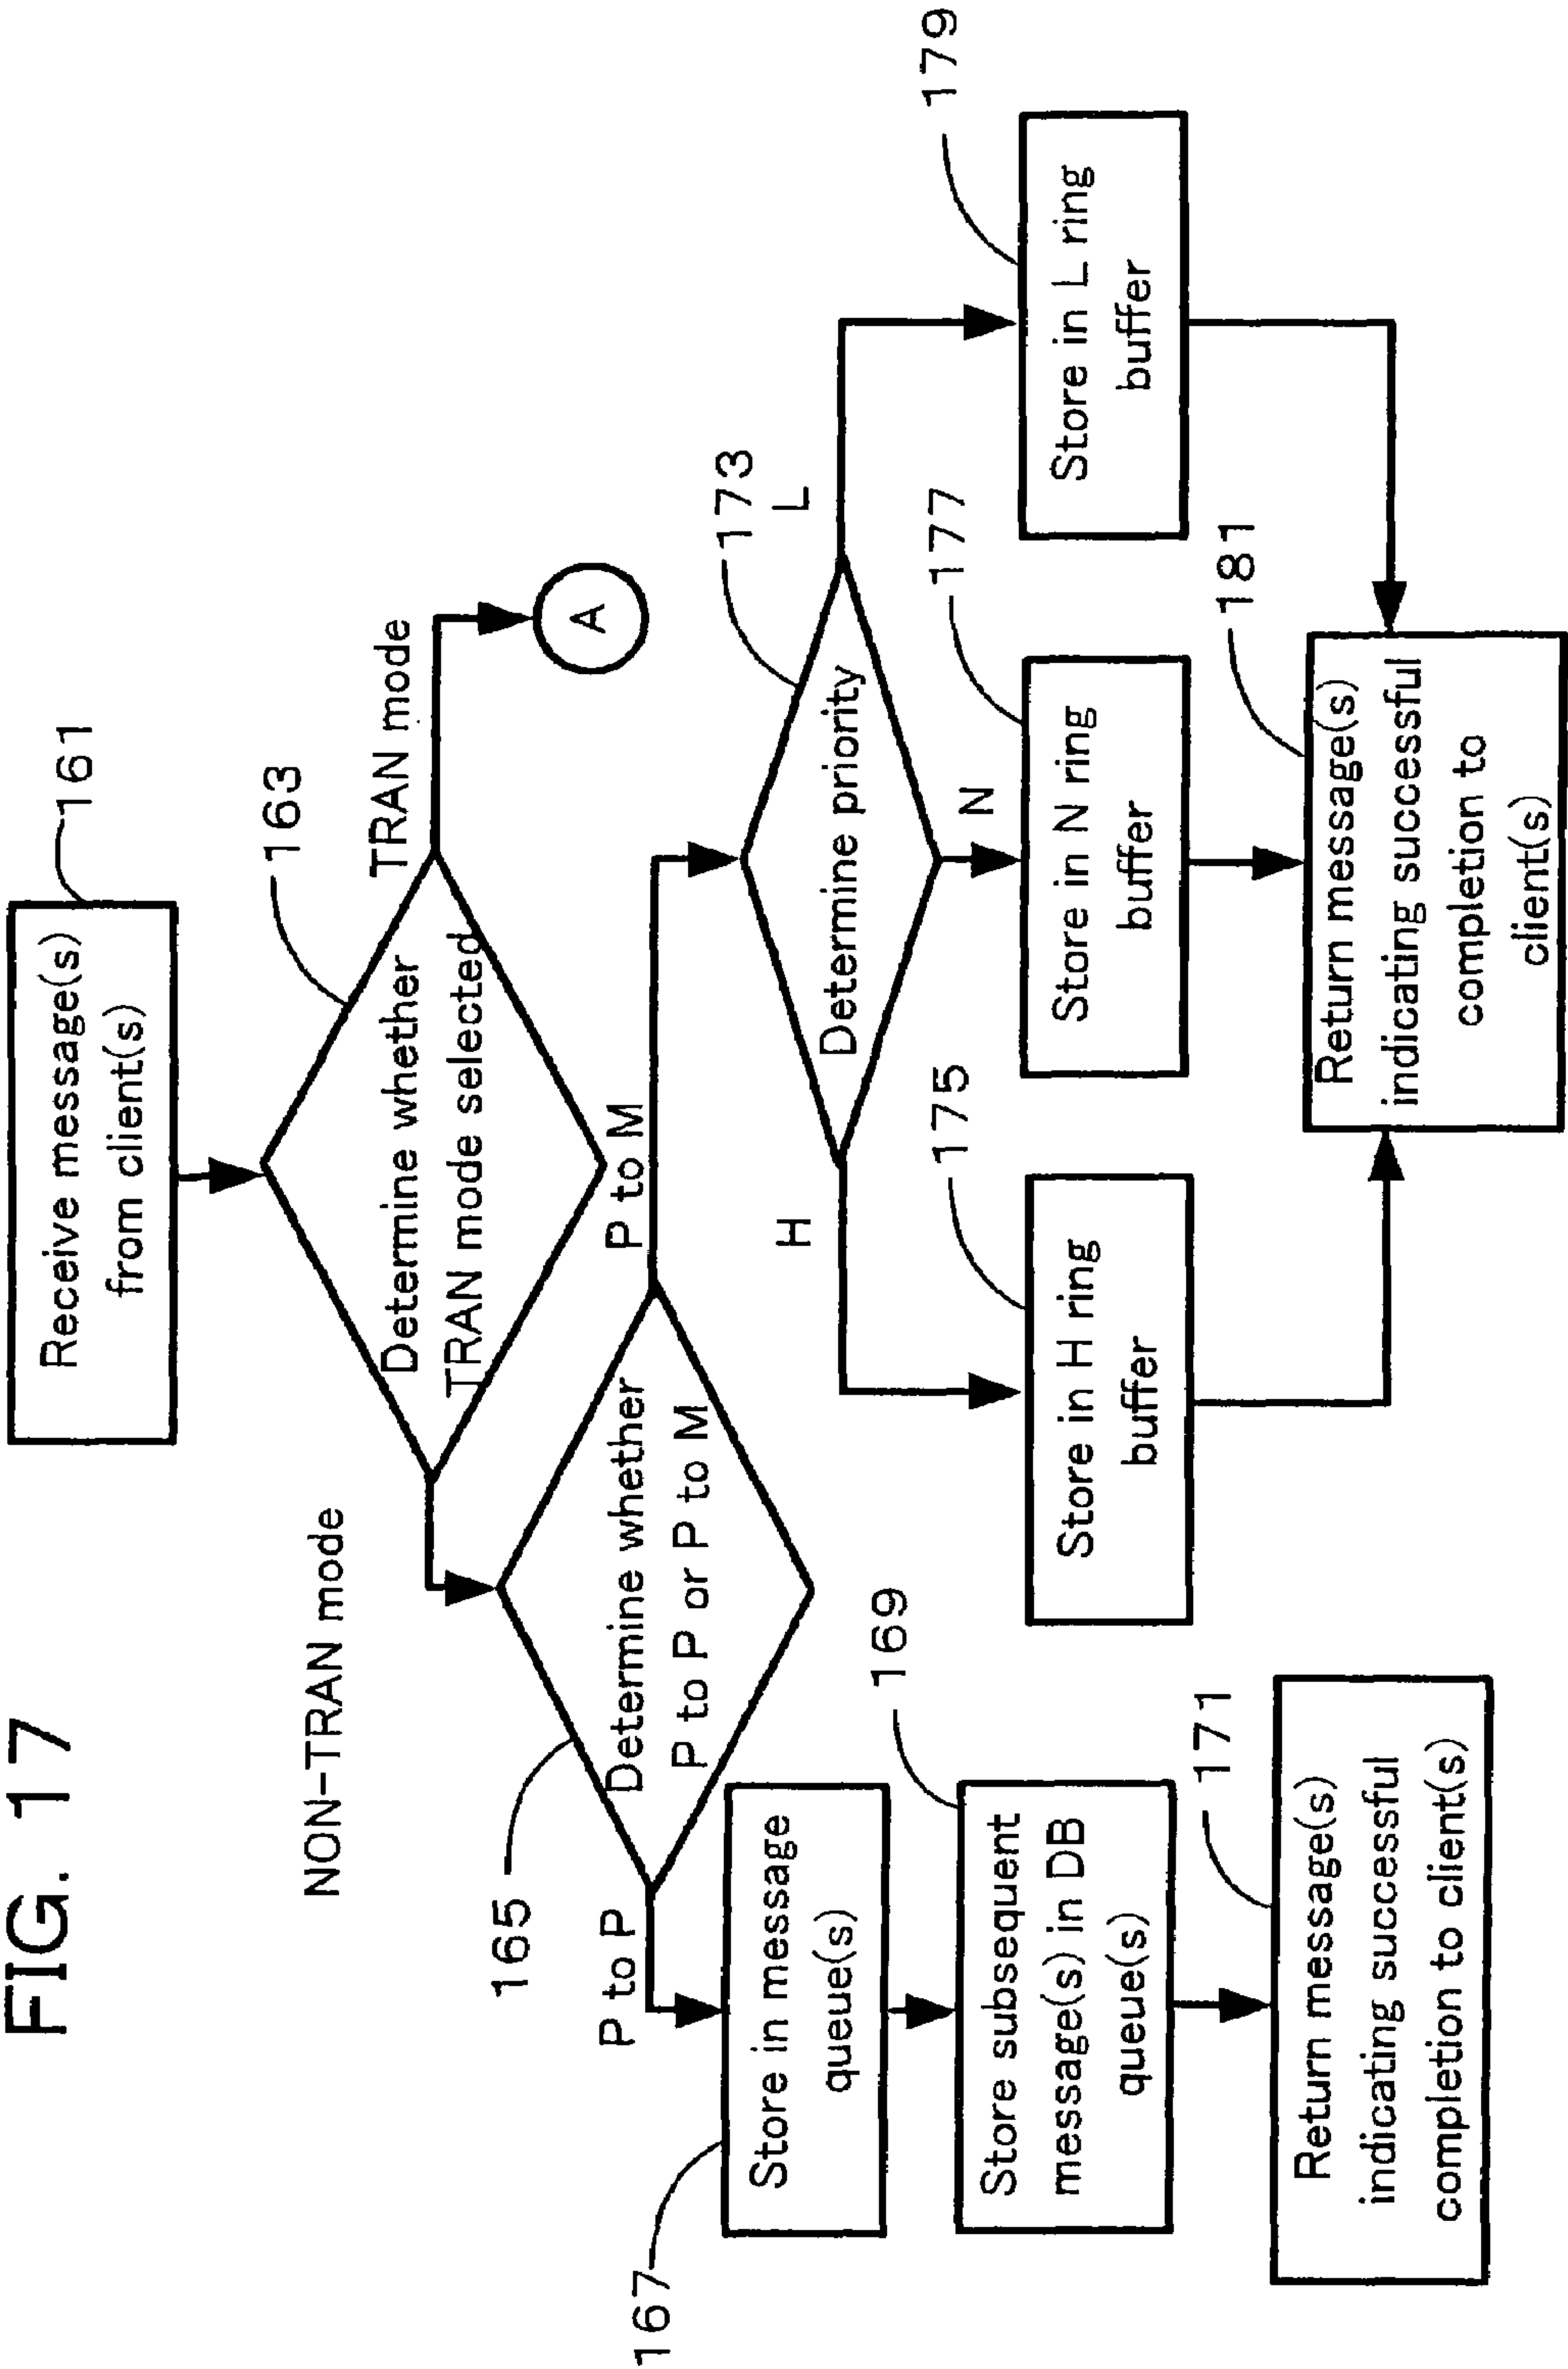 FIG. 17
Receive message(s)
from client(s)
161
163
Determine whether
TRAN mode selected
NON-TRAN mode
TRAN mode
A
165
Determine whether
P to P or P to M
P to P
P to M
167
Store in message
queue(s)
169
Store subsequent
message(s) in DB
queue(s)
171
Return message(s)
indicating successful
completion to client(s)
173
Determine priority
H
N
L
175
Store in H ring
buffer
177
Store in N ring
buffer
179
Store in L ring
buffer
181
Return message(s)
indicating successful
completion to
client(s)